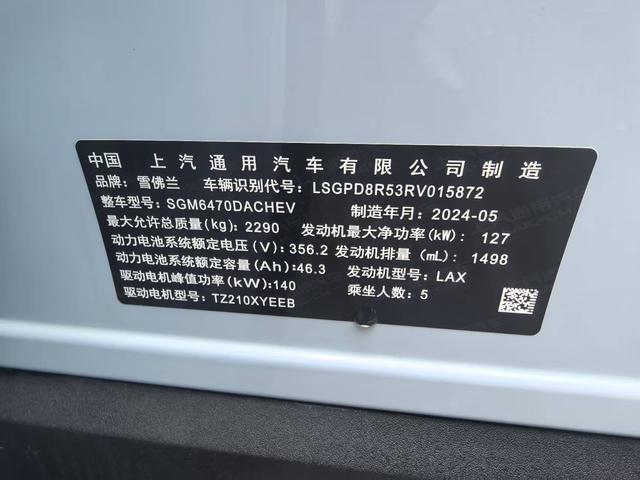 中国 上汽通用汽车有限公司制造
品牌：雪佛兰 车辆识别代号：LSGPD8R53RV015872
整车型号：SGM6470DACHEV 制造年月：2024-05
最大允许总质量(kg)：2290 发动机最大净功率(kW)：127
动力电池系统额定电压(V)：356.2 发动机排量(mL)：1498
动力电池系统额定容量(Ah)：46.3 发动机型号：LAX
驱动电机峰值功率(kW)：140 乘坐人数：5
驱动电机型号：TZ210XYEEB